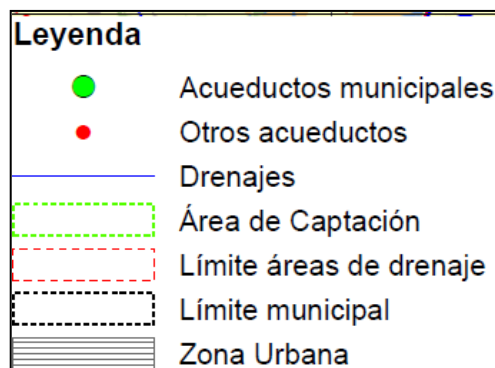 Leyenda
Acueductos municipales
Otros acueductos
Drenajes
Área de Captación
Límite áreas de drenaje
Límite municipal
Zona Urbana